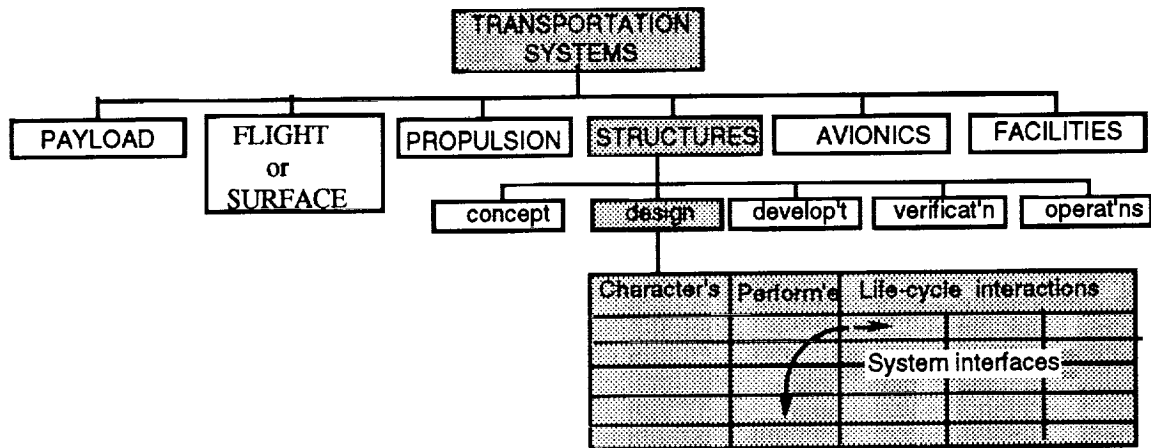 TRANSPORTATION
SYSTEMS
PAYLOAD
FLIGHT
or
SURFACE
PROPULSION
STRUCTURES
AVIONICS
FACILITIES
concept
design
develop't
verificat'n
operat'ns
Character's
Perform'e
Life-cycle interactions
System interfaces